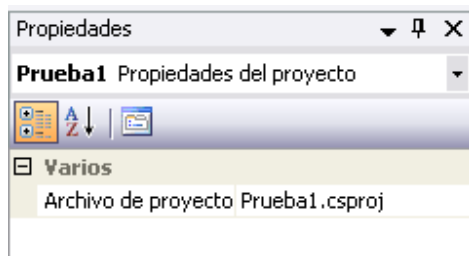 Propiedades
Prueba1 Propiedades del proyecto
A Z
Varios
Archivo de proyecto Prueba1.csproj